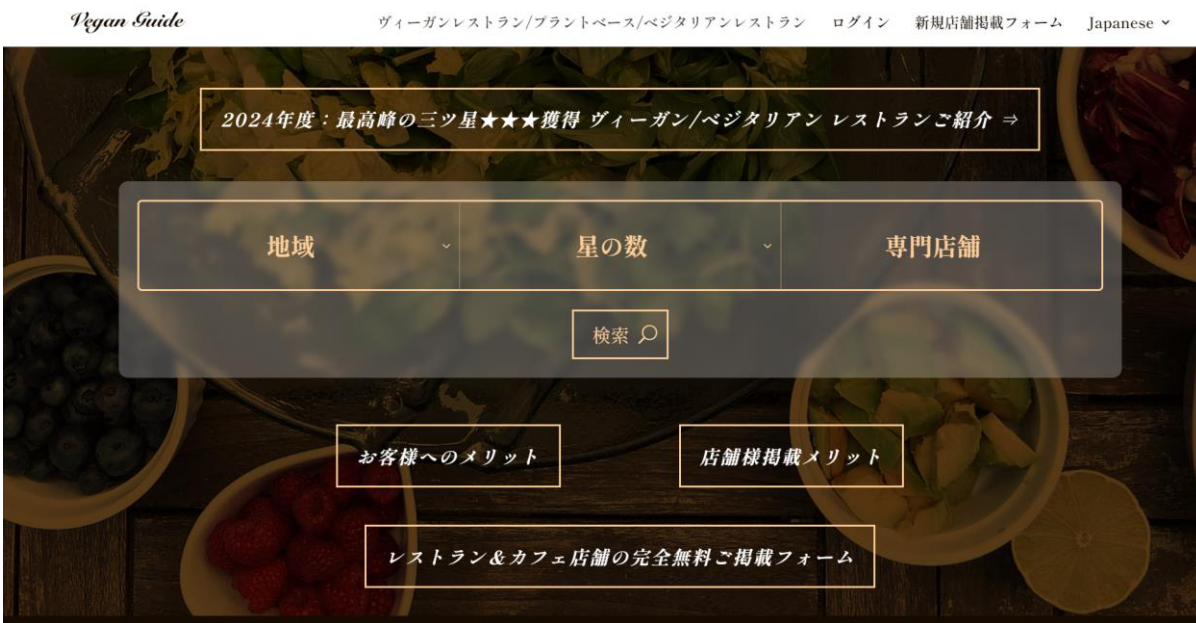 Vegan Guide
ヴィーガンレストラン/プラントベース/ベジタリアンレストラン ログイン 新規店舗掲載フォーム Japanese
2024年度：最高峰の三ツ星★★★獲得 ヴィーガン/ベジタリアン レストランご紹介 ⇒
地域 星の数 専門店舗
検索
お客様へのメリット 店舗様掲載メリット
レストラン＆カフェ店舗の完全無料ご掲載フォーム